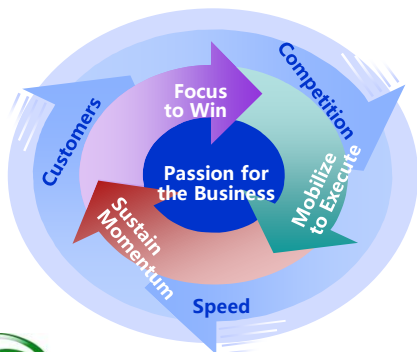 Focus
to Win
Competition
Customers
Passion for
the Business
Mobilize
to Execute
Sustain
Momentum
Speed